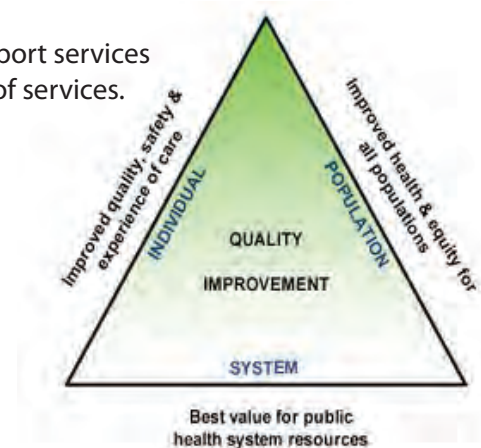 port services
of services.
Improved quality, safety &
experience of care
INDIVIDUAL
Improved health & equity for
all populations
POPULATION
QUALITY
IMPROVEMENT
SYSTEM
Best value for public
health system resources